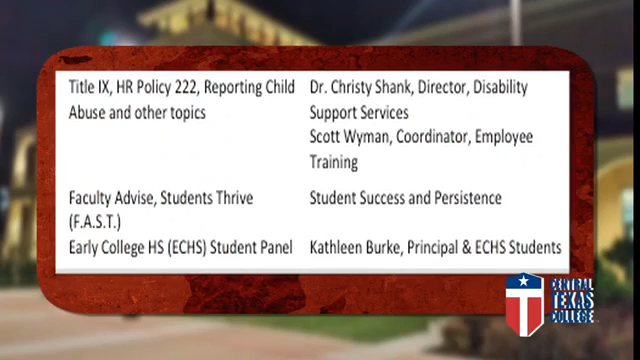 Title IX, HR Policy 222, Reporting Child
Abuse and other topics
Dr. Christy Shank, Director, Disability
Support Services
Scott Wyman, Coordinator, Employee
Training
Faculty Advise, Students Thrive
(F.A.S.T.)
Student Success and Persistence
Early College HS (ECHS) Student Panel
Kathleen Burke, Principal & ECHS Students
CENTRAL
TEXAS
COLLEGE